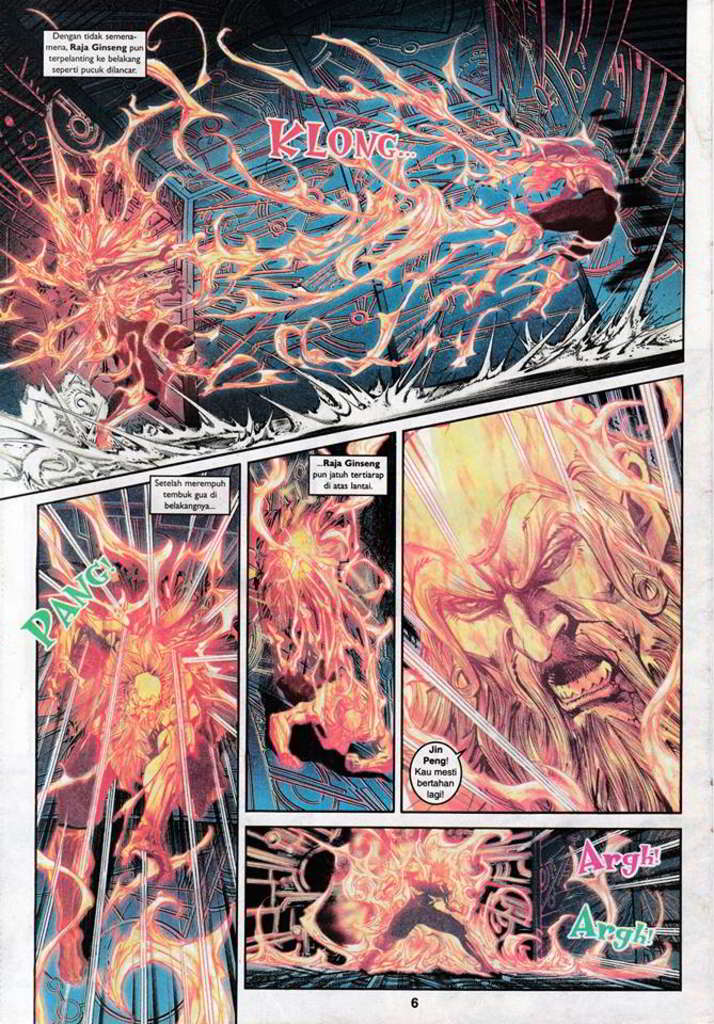 Dengan tidak semena-
mena, Raja Ginseng pun
terpelanting ke belakang
seperti pucuk dilancar.
KLONG...
Setelah merempuh
tembuk gua di
belakangnya...
PANG!
...Raja Ginseng
pun jatuh tertiarap
di atas lantai.
Jin
Peng!
Kau mesti
bertahan
lagi!
Argh!
Argh!
6